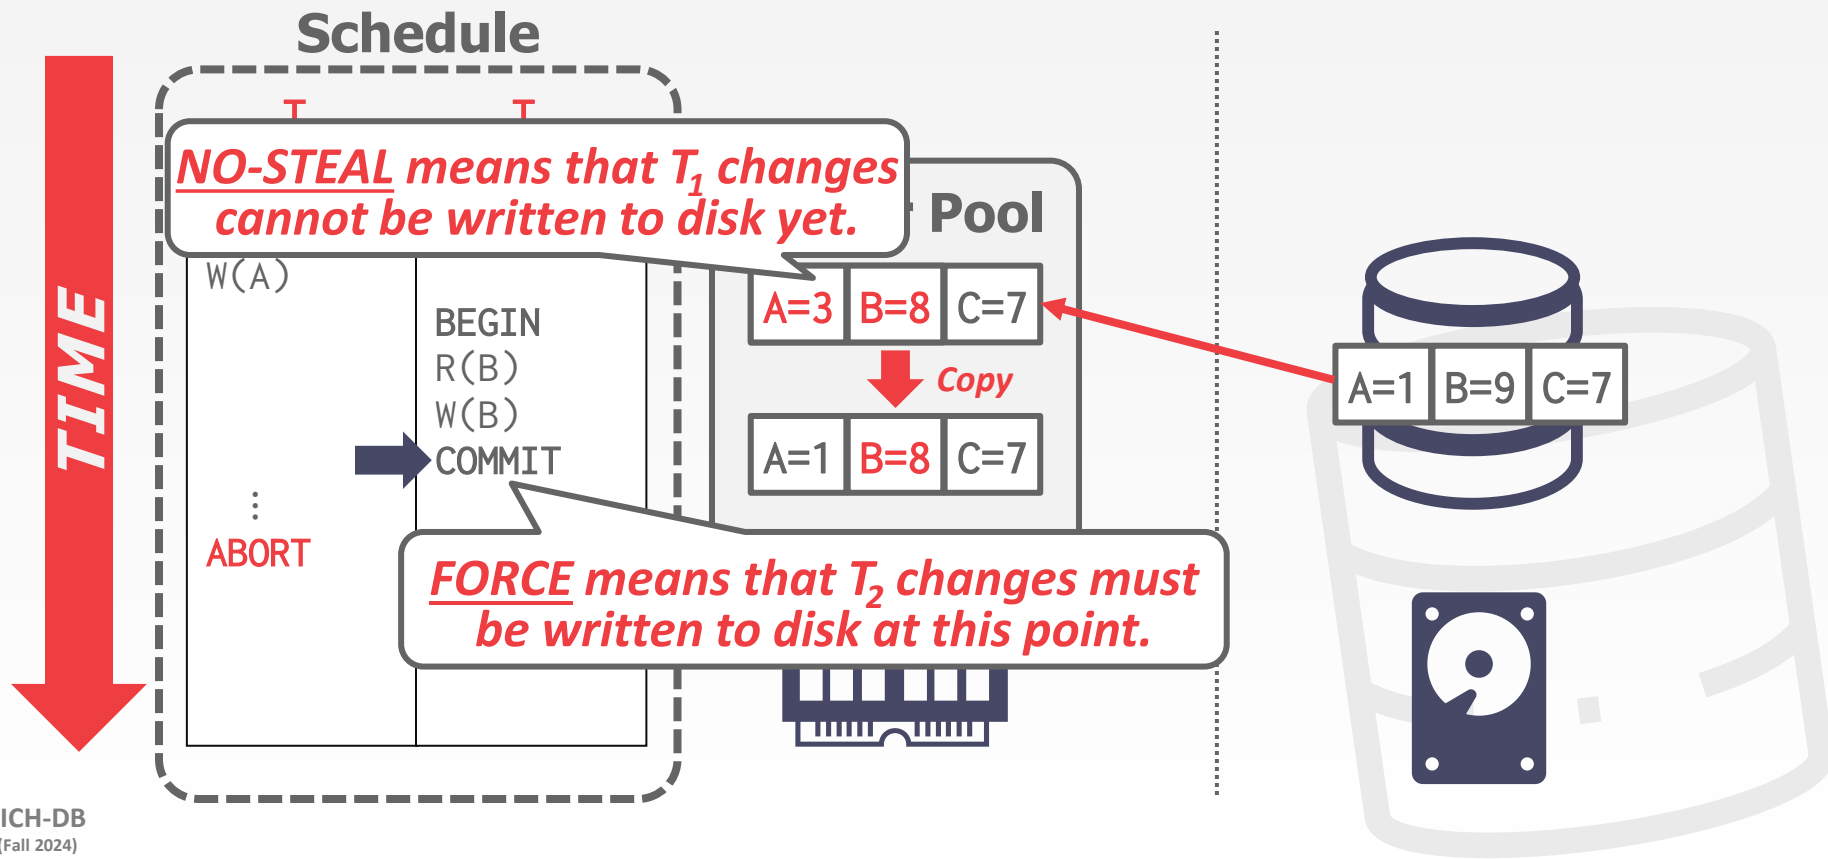 Schedule
T T
NO-STEAL means that T1 changes
cannot be written to disk yet.
Pool
W(A)
BEGIN
R(B)
W(B)
COMMIT
⋮
ABORT
TIME
A=3 B=8 C=7
Copy
A=1 B=8 C=7
FORCE means that T2 changes must
be written to disk at this point.
A=1 B=9 C=7
ICH-DB
(Fall 2024)